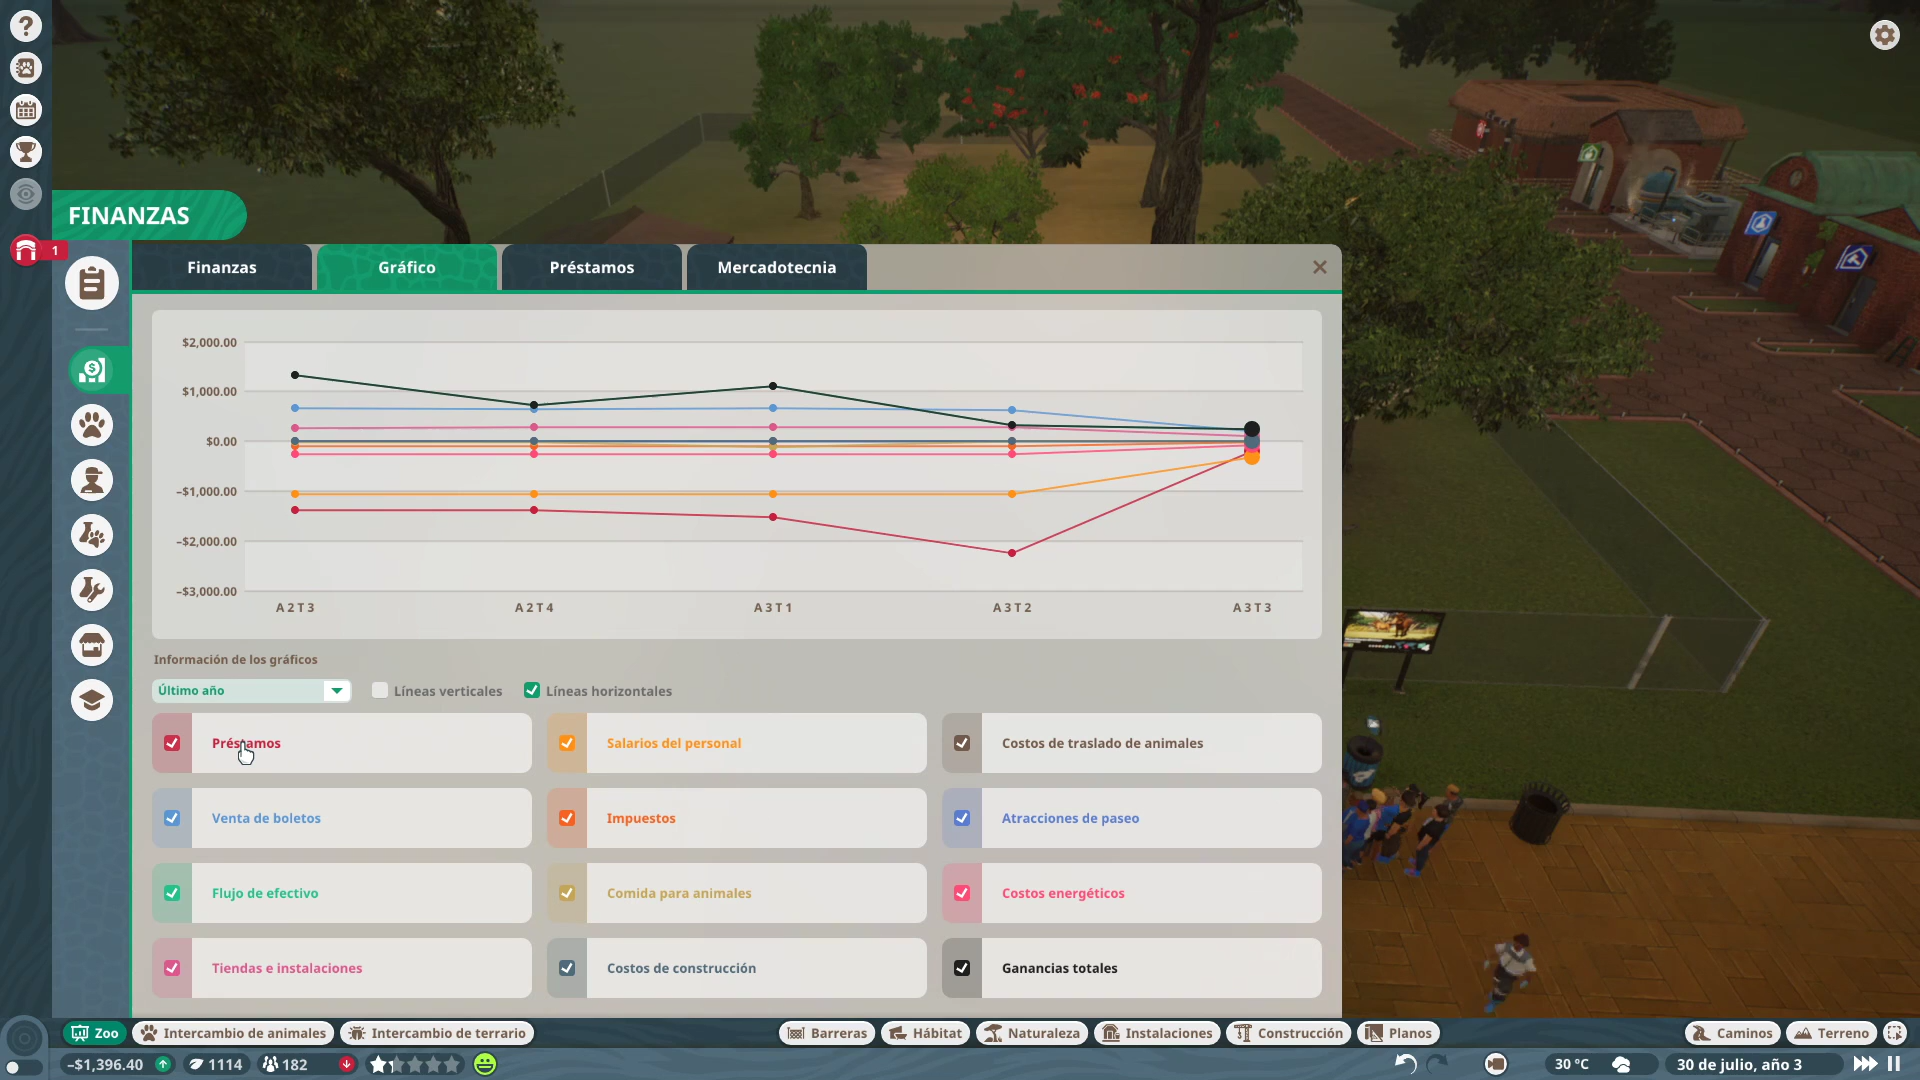 FINANZAS
1
Finanzas
Gráfico
Préstamos
Mercadotecnia
$2,000.00
$1,000.00
$0.00
–$1,000.00
–$2,000.00
–$3,000.00
A2T3
A2T4
A3T1
A3T2
A3T3
Información de los gráficos
Último año
Líneas verticales
Líneas horizontales
Préstamos
Salarios del personal
Costos de traslado de animales
Venta de boletos
Impuestos
Atracciones de paseo
Flujo de efectivo
Comida para animales
Costos energéticos
Tiendas e instalaciones
Costos de construcción
Ganancias totales
Zoo
Intercambio de animales
Intercambio de terrario
Barreras
Hábitat
Naturaleza
Instalaciones
Construcción
Planos
Caminos
Terreno
–$1,396.40
1114
182
30 °C
30 de julio, año 3